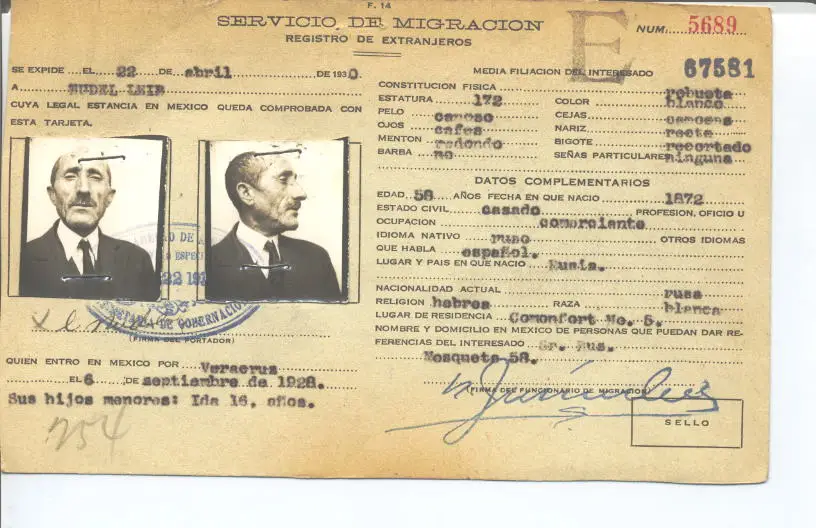 F. 14
SERVICIO DE MIGRACION
REGISTRO DE EXTRANJEROS
E
NUM. 5689
67581
SE EXPIDE EL 22 DE abril DE 1930.
A
CUYA LEGAL ESTANCIA EN MEXICO QUEDA COMPROBADA CON
ESTA TARJETA.
22 193
(FIRMA DEL PORTADOR)
QUIEN ENTRO EN MEXICO POR Veracruz
EL 6 DE septiembre de 1928.
Sus hijos menores: Ida 16, años.
254
MEDIA FILIACION DEL INTERESADO
CONSTITUCION FISICA robusta
ESTATURA 172 COLOR blanco
PELO canoso CEJAS canosas
OJOS cafes NARIZ recta
MENTON redondo BIGOTE recortado
BARBA no SEÑAS PARTICULARES ninguna
DATOS COMPLEMENTARIOS
EDAD 58 AÑOS FECHA EN QUE NACIO 1872
ESTADO CIVIL casado PROFESION, OFICIO U
OCUPACION comerciante
IDIOMA NATIVO ruso OTROS IDIOMAS
QUE HABLA español.
LUGAR Y PAIS EN QUE NACIO Rusia.
NACIONALIDAD ACTUAL rusa
RELIGION hebrea RAZA blanca
LUGAR DE RESIDENCIA Comonfort No. 5.
NOMBRE Y DOMICILIO EN MEXICO DE PERSONAS QUE PUEDAN DAR RE-
FERENCIAS DEL INTERESADO Sr. Rus.
Mosqueta 58.
(FIRMA DEL FUNCIONARIO DE MIGRACION)
SELLO